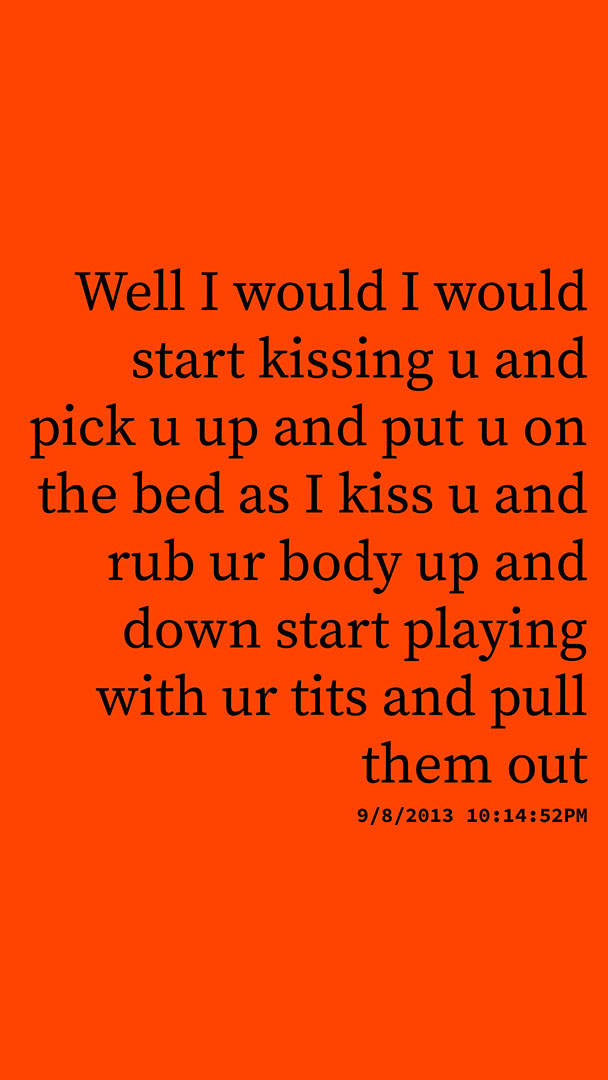 Well I would I would
start kissing u and
pick u up and put u on
the bed as I kiss u and
rub ur body up and
down start playing
with ur tits and pull
them out
9/8/2013 10:14:52PM